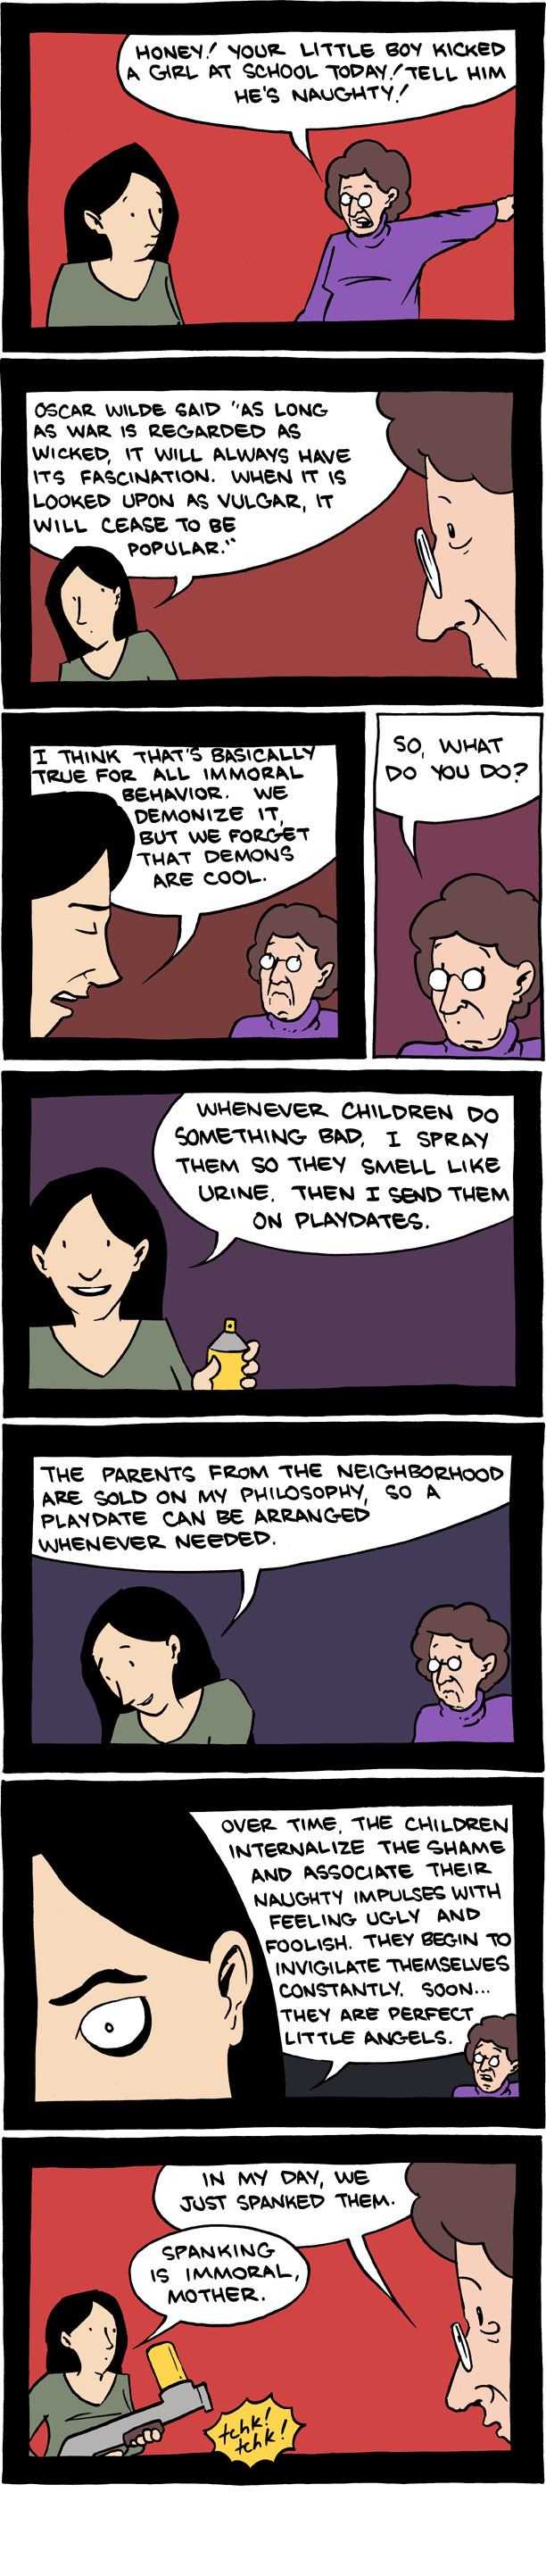 HONEY! YOUR LITTLE BOY KICKED
A GIRL AT SCHOOL TODAY! TELL HIM
HE'S NAUGHTY!
OSCAR WILDE SAID "AS LONG
AS WAR IS REGARDED AS
WICKED, IT WILL ALWAYS HAVE
ITS FASCINATION. WHEN IT IS
LOOKED UPON AS VULGAR, IT
WILL CEASE TO BE
POPULAR."
I THINK THAT'S BASICALLY
TRUE FOR ALL IMMORAL
BEHAVIOR. WE
DEMONIZE IT,
BUT WE FORGET
THAT DEMONS
ARE COOL.
SO, WHAT
DO YOU DO?
WHENEVER CHILDREN DO
SOMETHING BAD, I SPRAY
THEM SO THEY SMELL LIKE
URINE. THEN I SEND THEM
ON PLAYDATES.
THE PARENTS FROM THE NEIGHBORHOOD
ARE SOLD ON MY PHILOSOPHY, SO A
PLAYDATE CAN BE ARRANGED
WHENEVER NEEDED.
OVER TIME, THE CHILDREN
INTERNALIZE THE SHAME
AND ASSOCIATE THEIR
NAUGHTY IMPULSES WITH
FEELING UGLY AND
FOOLISH. THEY BEGIN TO
INVIGILATE THEMSELVES
CONSTANTLY. SOON...
THEY ARE PERFECT
LITTLE ANGELS.
IN MY DAY, WE
JUST SPANKED THEM.
SPANKING
IS IMMORAL,
MOTHER.
tchk!
tchk!